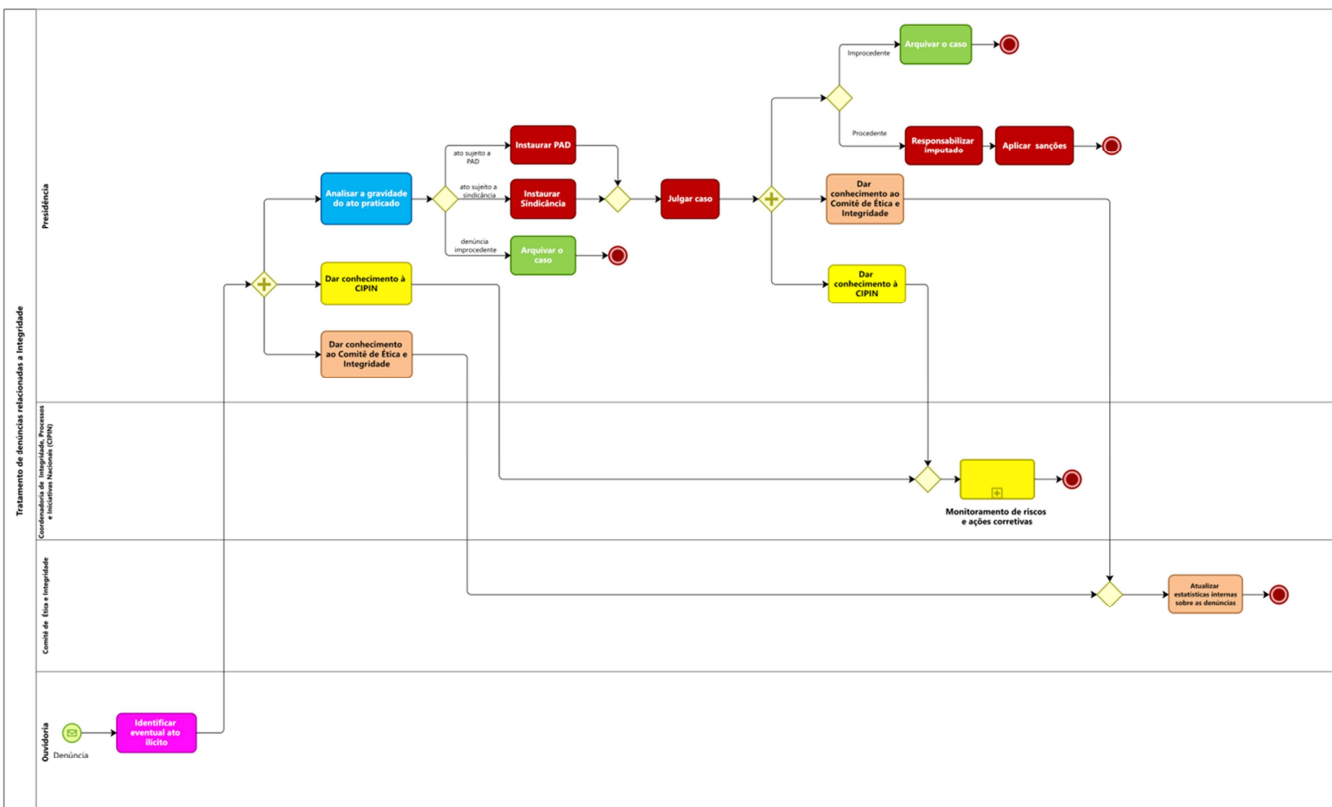 Tratamento de denúncias relacionadas a Integridade
Presidência
Improcedente
Arquivar o caso
Procedente
Responsabilizar
imputado
Aplicar sanções
ato sujeito a
PAD
Instaurar PAD
Analisar a gravidade
do ato praticado
ato sujeito a
sindicância
Instaurar
Sindicância
Julgar caso
Dar
conhecimento ao
Comitê de Ética e
Integridade
denúncia
improcedente
Arquivar o
caso
Dar conhecimento à
CIPIN
Dar
conhecimento à
CIPIN
Dar conhecimento
ao Comitê de Ética e
Integridade
Coordenadoria de Integridade, Processos
e Iniciativas Nacionais (CIPIN)
Monitoramento de riscos
e ações corretivas
Comitê de Ética e Integridade
Atualizar
estatísticas internas
sobre as denúncias
Ouvidoria
Denúncia
Identificar
eventual ato
ilícito